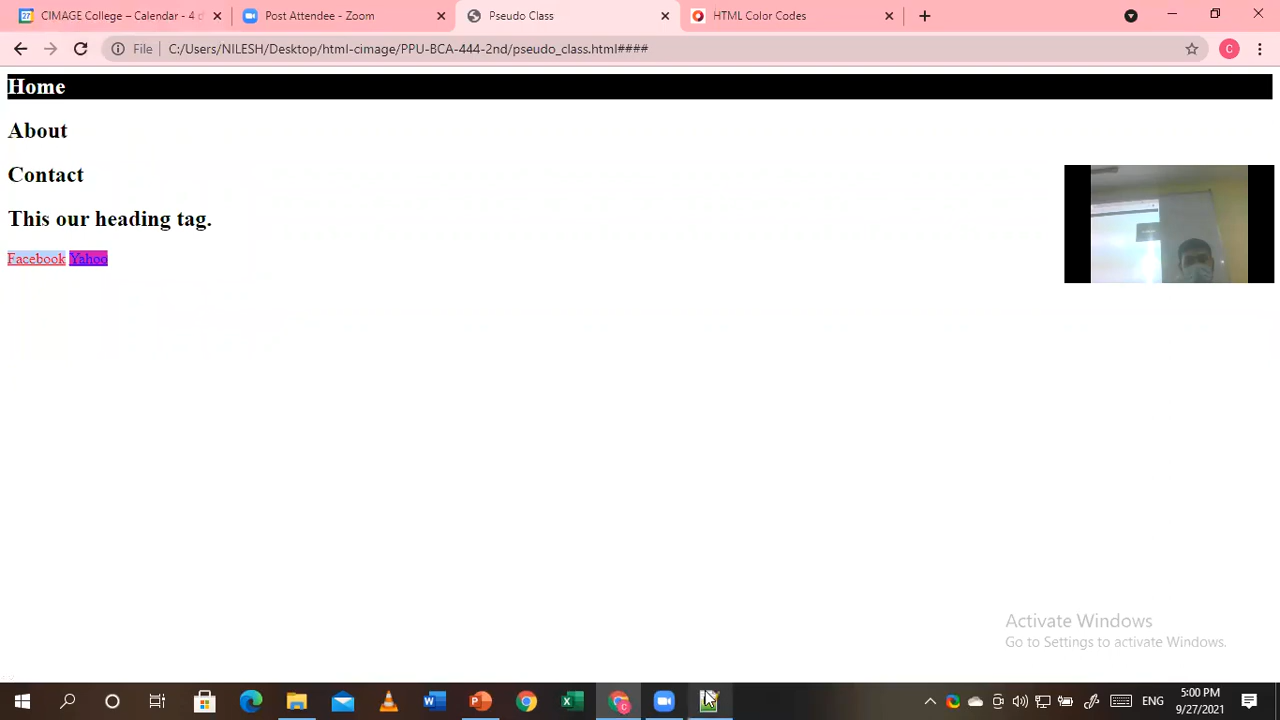 CIMAGE College – Calendar - 4 c
Post Attendee - Zoom
Pseudo Class
HTML Color Codes
File
C:/Users/NILESH/Desktop/html-cimage/PPU-BCA-444-2nd/pseudo_class.html####
C
Home
About
Contact
This our heading tag.
Facebook Yahoo
Activate Windows
Go to Settings to activate Windows.
ENG
5:00 PM
9/27/2021